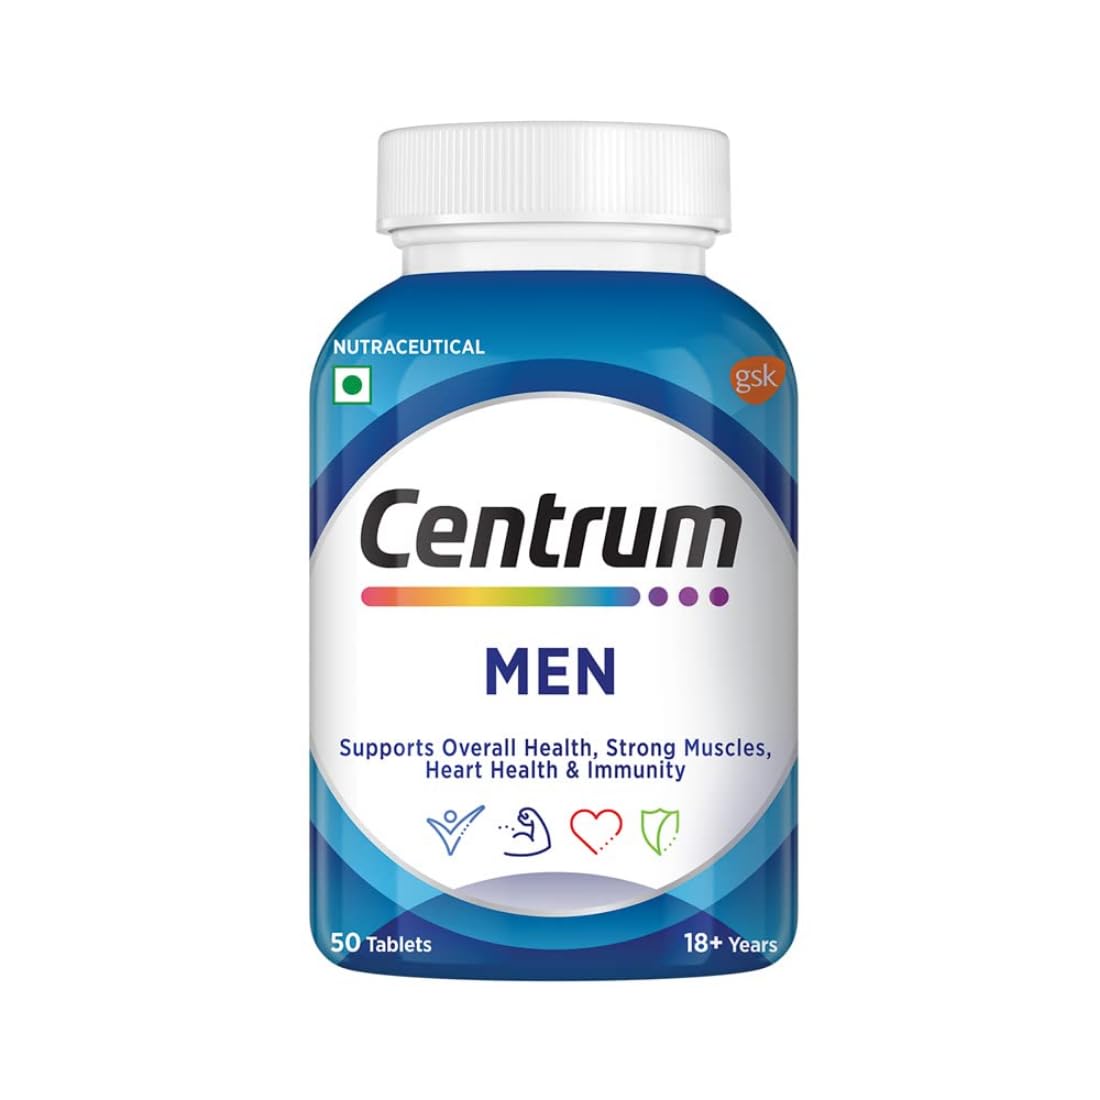 NUTRACEUTICAL
gsk
Centrum
MEN
Supports Overall Health, Strong Muscles,
Heart Health & Immunity
50 Tablets
18+ Years